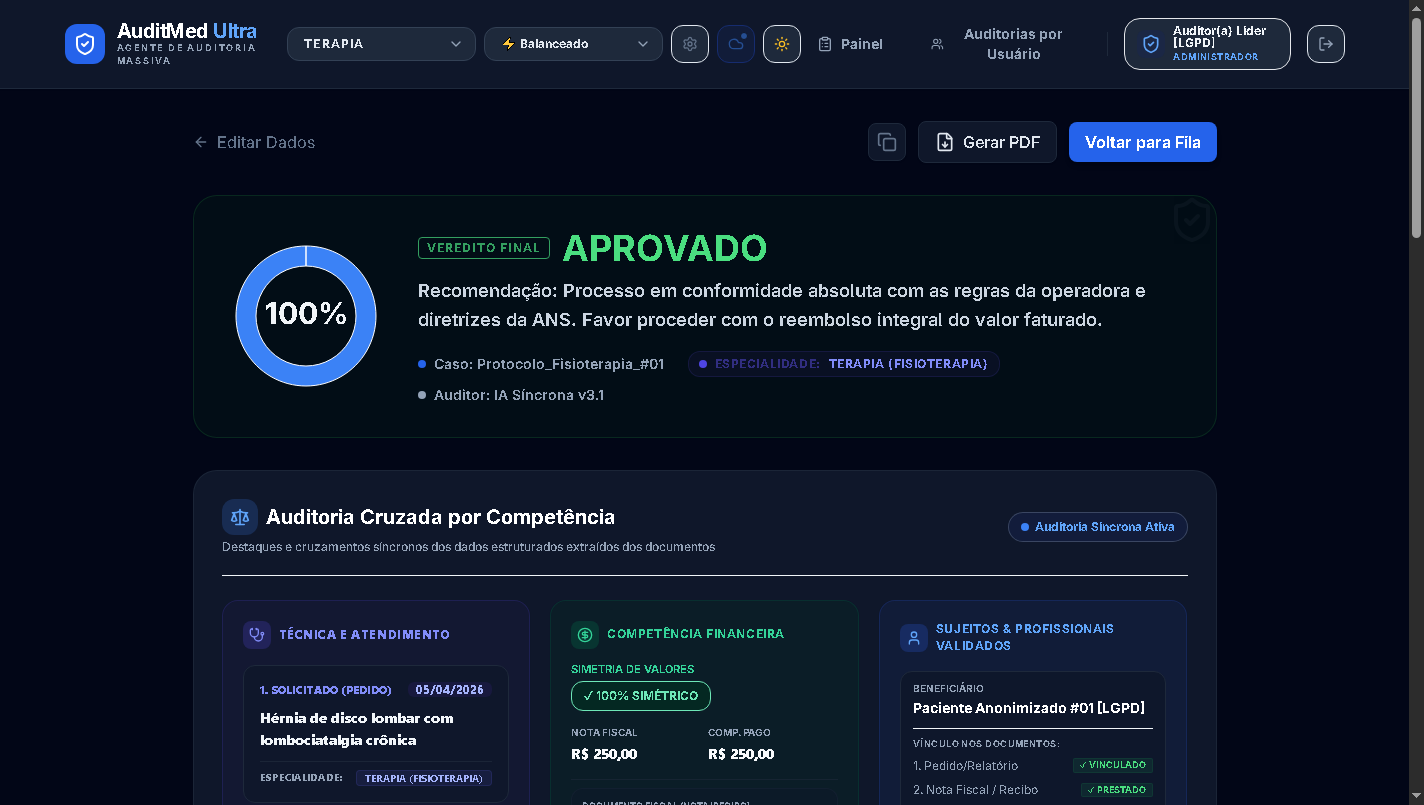 AuditMed Ultra
AGENTE DE AUDITORIA
MASSIVA
TERAPIA
Balanceado
Painel
Auditorias por
Usuário
Auditor(a) Líder
[LGPD]
ADMINISTRADOR
Editar Dados
Gerar PDF
Voltar para Fila
100%
VEREDITO FINAL
APROVADO
Recomendação: Processo em conformidade absoluta com as regras da operadora e
diretrizes da ANS. Favor proceder com o reembolso integral do valor faturado.
Caso: Protocolo_Fisioterapia_#01
ESPECIALIDADE: TERAPIA (FISIOTERAPIA)
Auditor: IA Síncrona v3.1
Auditoria Cruzada por Competência
Destaques e cruzamentos síncronos dos dados estruturados extraídos dos documentos
Auditoria Síncrona Ativa
TÉCNICA E ATENDIMENTO
1. SOLICITADO (PEDIDO) 05/04/2026
Hérnia de disco lombar com
lombociatalgia crônica
ESPECIALIDADE: TERAPIA (FISIOTERAPIA)
COMPETÊNCIA FINANCEIRA
SIMETRIA DE VALORES
✓ 100% SIMÉTRICO
NOTA FISCAL COMP. PAGO
R$ 250,00 R$ 250,00
SUJEITOS & PROFISSIONAIS
VALIDADOS
BENEFICIÁRIO
Paciente Anonimizado #01 [LGPD]
VÍNCULO NOS DOCUMENTOS:
1. Pedido/Relatório ✓ VINCULADO
2. Nota Fiscal / Recibo ✓ PRESTADO